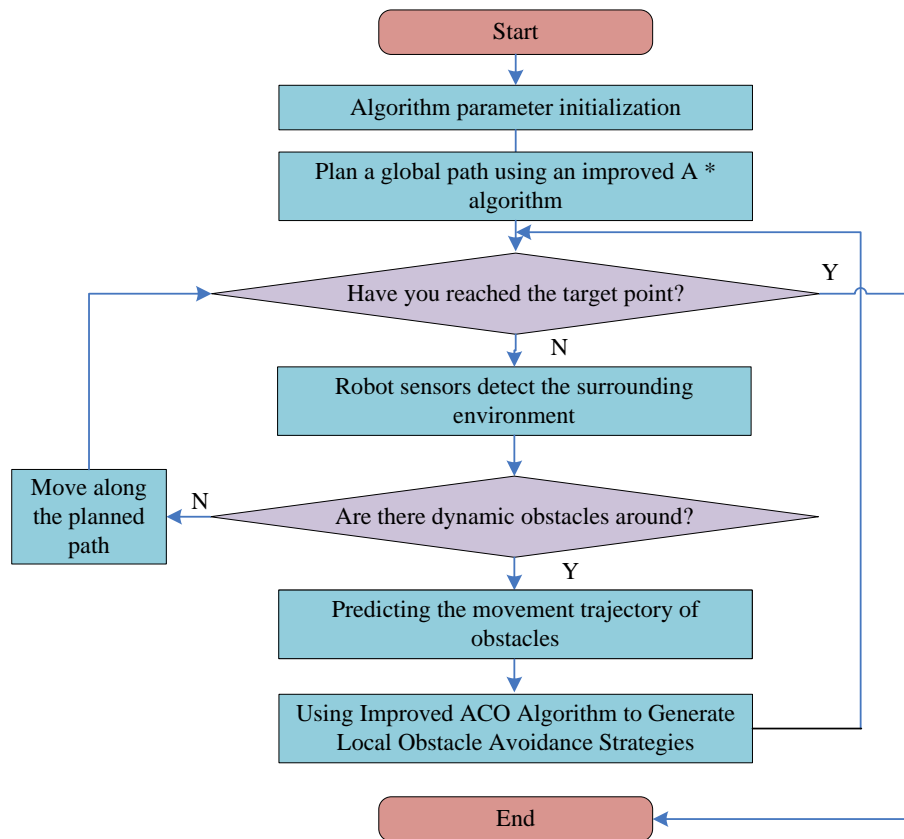 Start
Algorithm parameter initialization
Plan a global path using an improved A *
algorithm
Y
Have you reached the target point?
N
Robot sensors detect the surrounding
environment
Move along
the planned
path
N
Are there dynamic obstacles around?
Y
Predicting the movement trajectory of
obstacles
Using Improved ACO Algorithm to Generate
Local Obstacle Avoidance Strategies
End